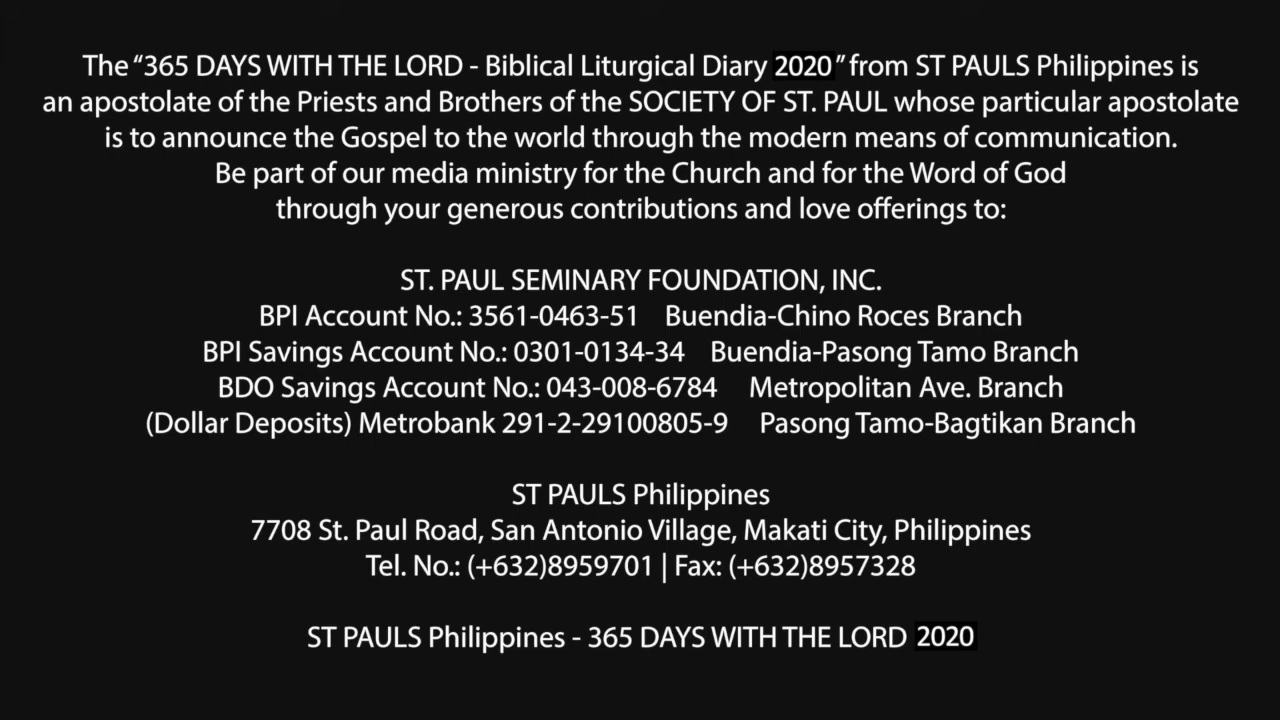 The “365 DAYS WITH THE LORD - Biblical Liturgical Diary 2020” from ST PAULS Philippines is
an apostolate of the Priests and Brothers of the SOCIETY OF ST. PAUL whose particular apostolate
is to announce the Gospel to the world through the modern means of communication.
Be part of our media ministry for the Church and for the Word of God
through your generous contributions and love offerings to:
ST. PAUL SEMINARY FOUNDATION, INC.
BPI Account No.: 3561-0463-51 Buendia-Chino Roces Branch
BPI Savings Account No.: 0301-0134-34 Buendia-Pasong Tamo Branch
BDO Savings Account No.: 043-008-6784 Metropolitan Ave. Branch
(Dollar Deposits) Metrobank 291-2-29100805-9 Pasong Tamo-Bagtikan Branch
ST PAULS Philippines
7708 St. Paul Road, San Antonio Village, Makati City, Philippines
Tel. No.: (+632)8959701 | Fax: (+632)8957328
ST PAULS Philippines - 365 DAYS WITH THE LORD 2020